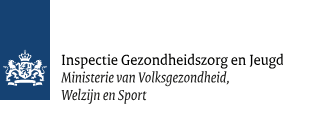 Inspectie Gezondheidszorg en Jeugd
Ministerie van Volksgezondheid,
Welzijn en Sport